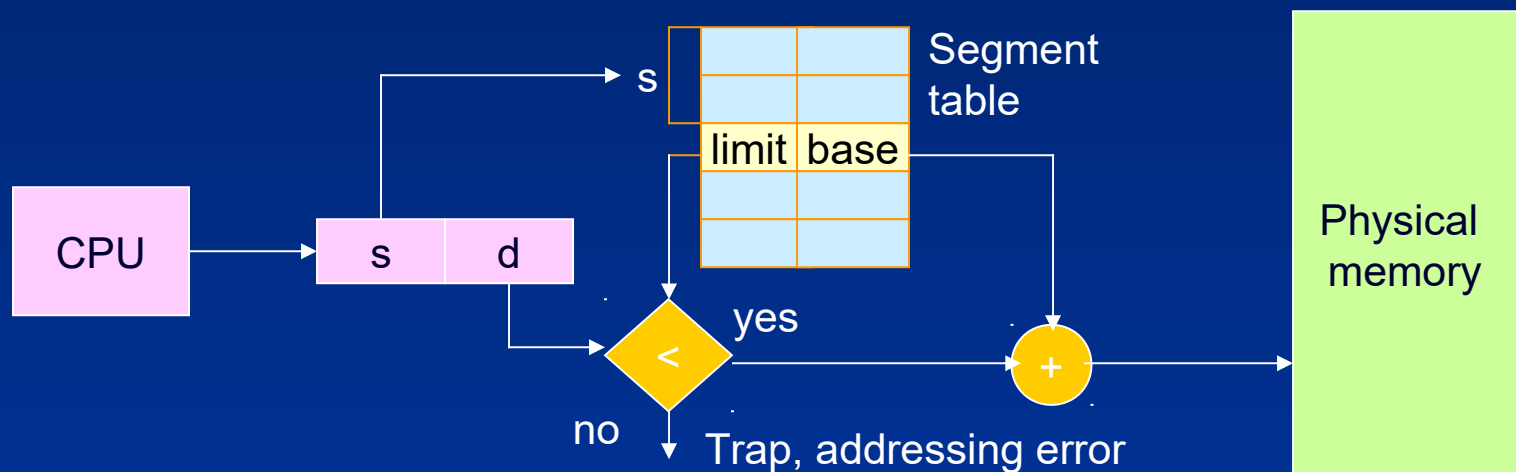 Segment
table
s
limit base
CPU
s d
Physical
memory
yes
<
+
no
Trap, addressing error